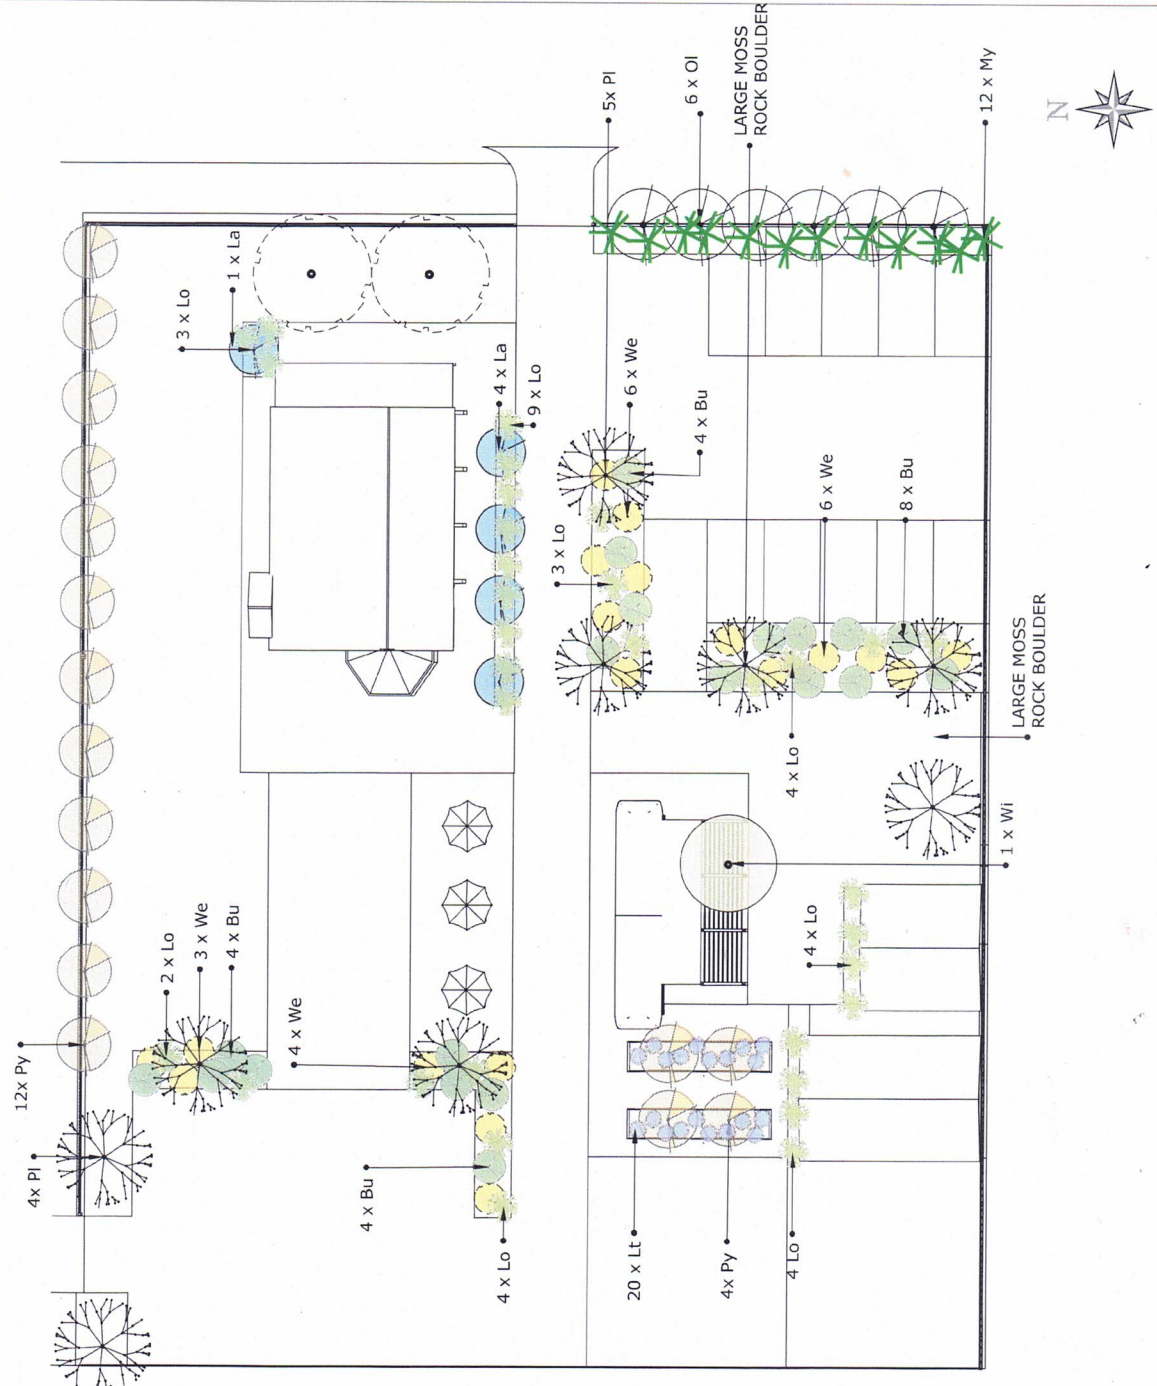 5x Pl
6 x Ol
LARGE MOSS
ROCK BOULDER
12 x My
N
1 x La
3 x Lo
4 x La
9 x Lo
6 x We
4 x Bu
3 x Lo
6 x We
8 x Bu
LARGE MOSS
ROCK BOULDER
4 x Lo
1 x Wi
2 x Lo
3 x We
4 x Bu
4 x We
4 x Lo
12x Py
4x Pl
4 x Bu
4 x Lo
20 x Lt
4x Py
4 Lo